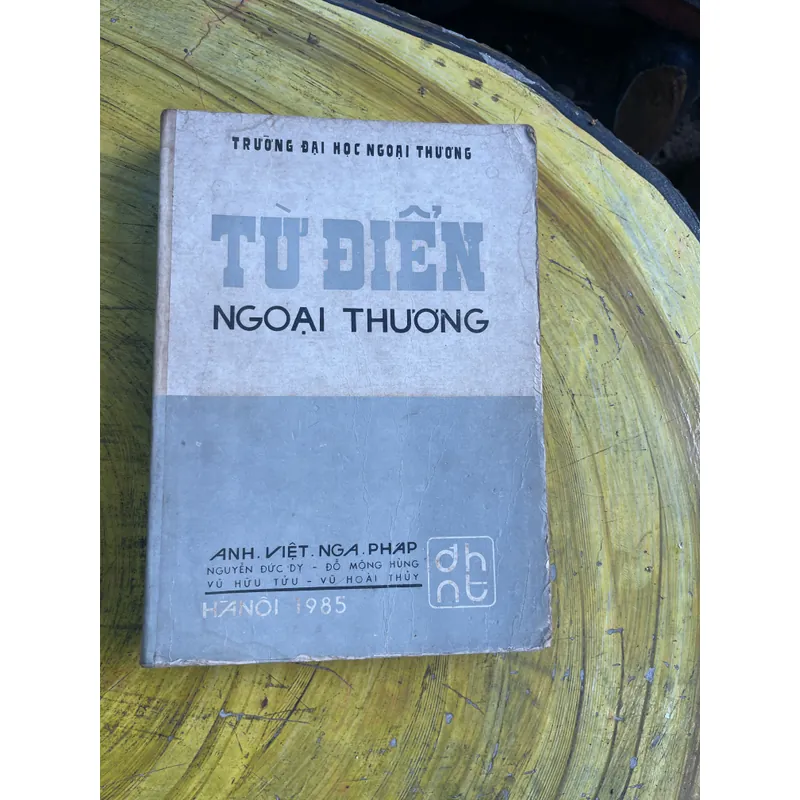 TRƯỜNG ĐẠI HỌC NGOẠI THƯƠNG
TỪ ĐIỂN
NGOẠI THƯƠNG
ANH. VIỆT. NGA. PHÁP
NGUYỄN ĐỨC DY - ĐỖ MỘNG HÙNG
VŨ HỮU TỬU - VŨ HOÀI THỦY
HÀNỘI 1985
đh
nt